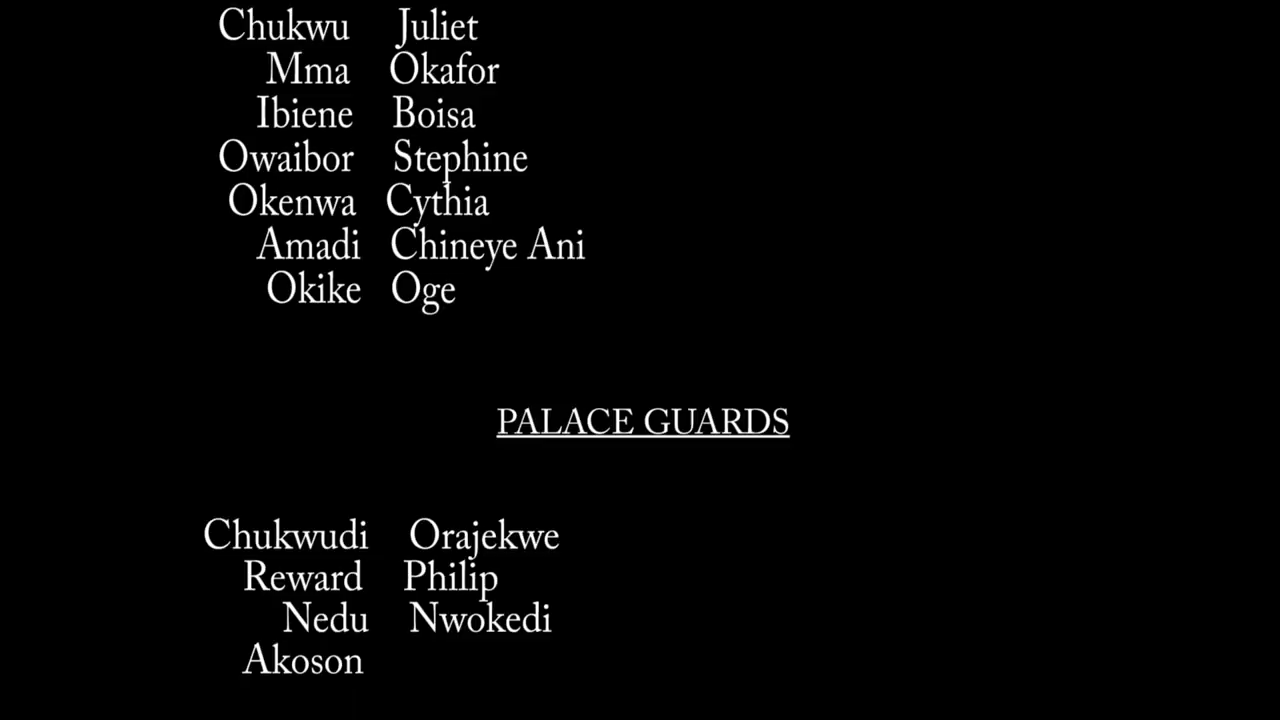 Chukwu Juliet
Mma Okafor
Ibiene Boisa
Owaibor Stephine
Okenwa Cythia
Amadi Chineye Ani
Okike Oge
PALACE GUARDS
Chukwudi Orajekwe
Reward Philip
Nedu Nwokedi
Akoson